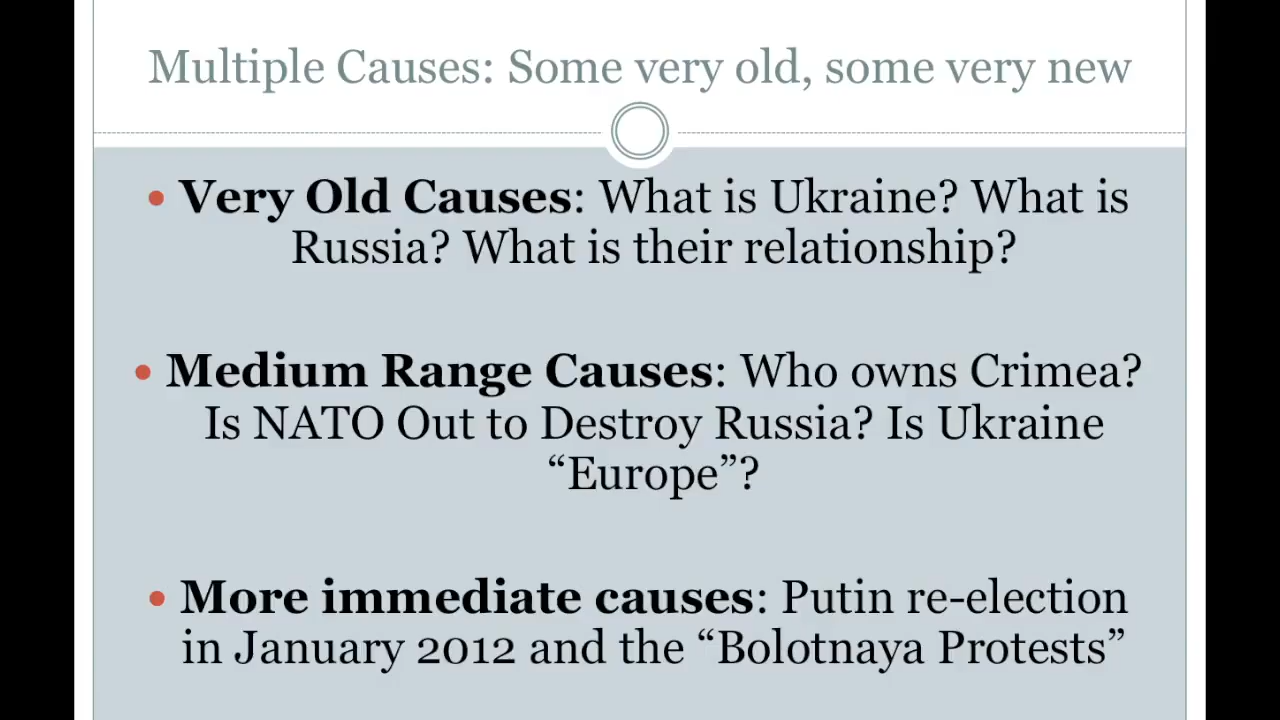 Multiple Causes: Some very old, some very new
• Very Old Causes: What is Ukraine? What is
Russia? What is their relationship?
• Medium Range Causes: Who owns Crimea?
Is NATO Out to Destroy Russia? Is Ukraine
“Europe”?
• More immediate causes: Putin re-election
in January 2012 and the “Bolotnaya Protests”